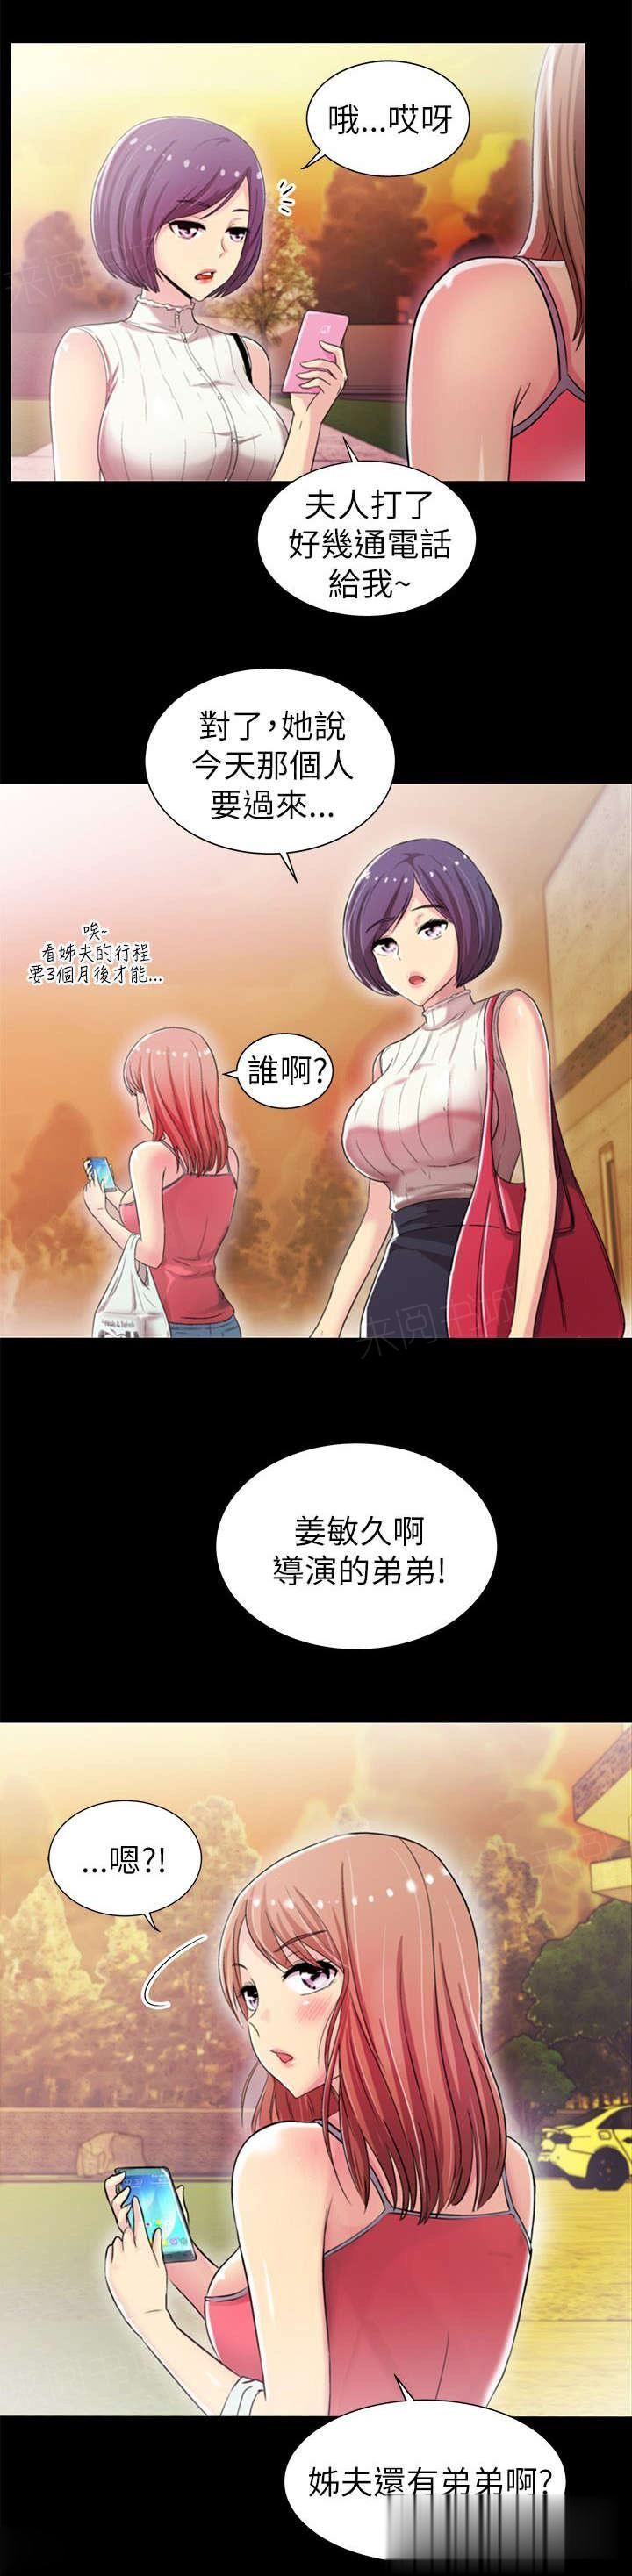 哦...哎呀
夫人打了
好幾通電話
給我~
對了,她說
今天那個人
要過來...
唉~
看姊夫的行程
要3個月後才能...
誰啊?
姜敏久啊
導演的弟弟!
...嗯?!
姊夫還有弟弟啊?